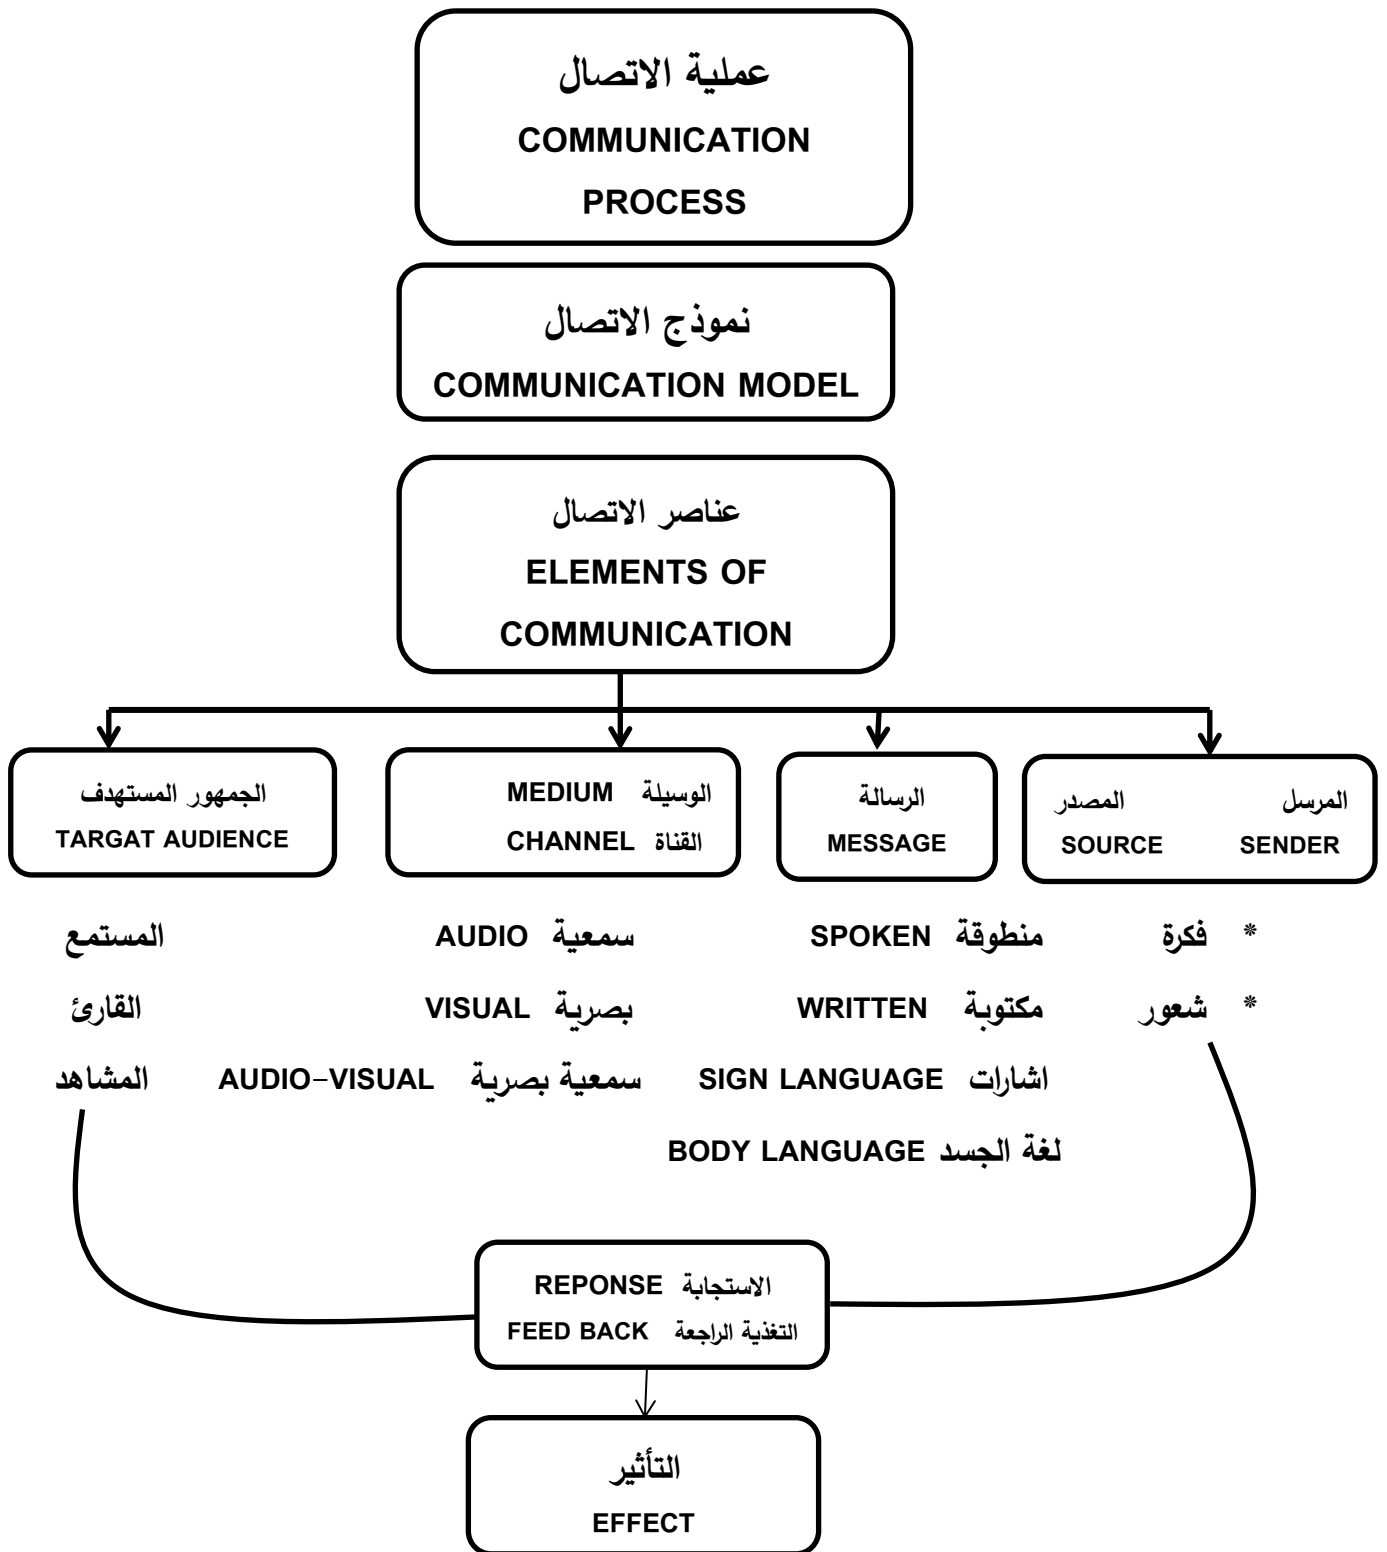 عملية الاتصال
COMMUNICATION
PROCESS
نموذج الاتصال
COMMUNICATION MODEL
عناصر الاتصال
ELEMENTS OF
COMMUNICATION
المرسل المصدر
SENDER SOURCE
الرسالة
MESSAGE
الوسيلة MEDIUM
القناة CHANNEL
الجمهور المستهدف
TARGAT AUDIENCE
* فكرة
* شعور
منطوقة SPOKEN
مكتوبة WRITTEN
اشارات SIGN LANGUAGE
لغة الجسد BODY LANGUAGE
سمعية AUDIO
بصرية VISUAL
سمعية بصرية AUDIO-VISUAL
المستمع
القارئ
المشاهد
الاستجابة REPONSE
التغذية الراجعة FEED BACK
التأثير
EFFECT